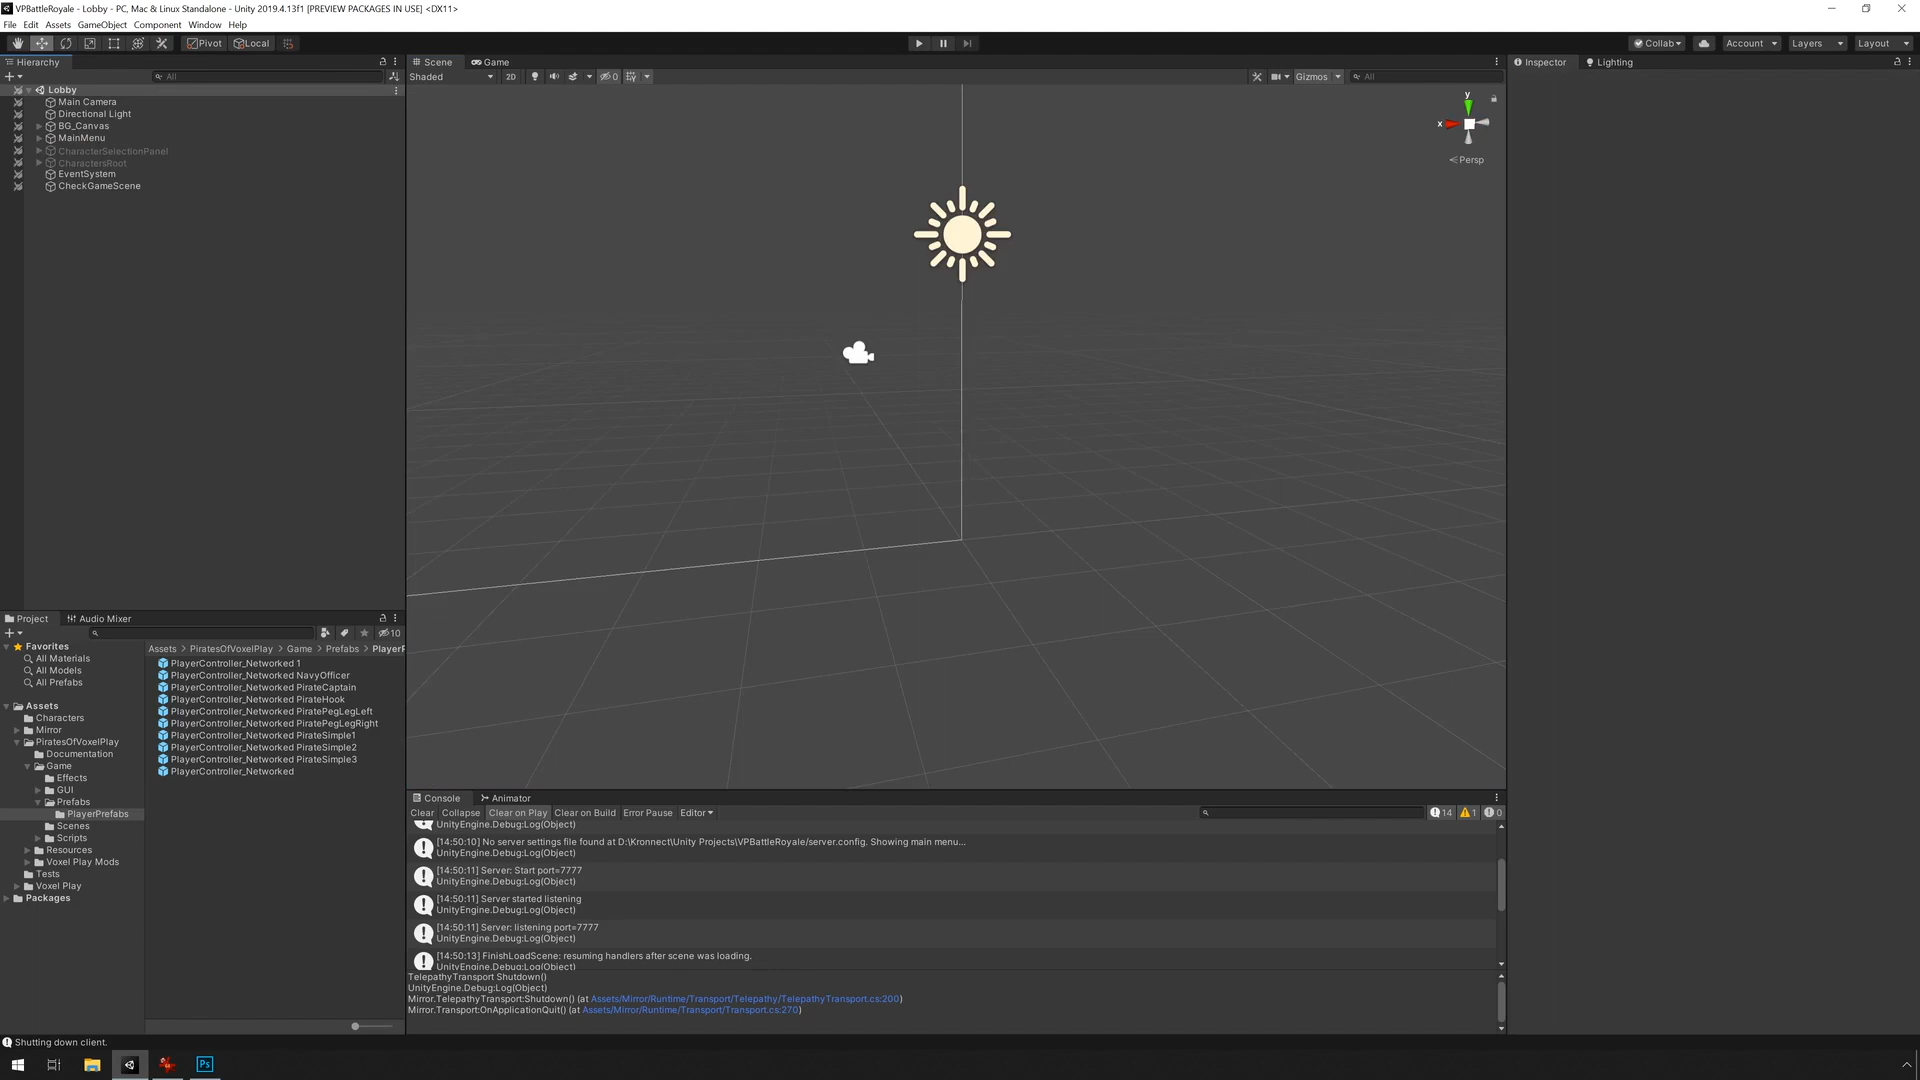 VPBattleRoyale - Lobby - PC, Mac & Linux Standalone - Unity 2019.4.13f1 [PREVIEW PACKAGES IN USE] <DX11>
File Edit Assets GameObject Component Window Help
Pivot Local Collab Account Layers Layout
Hierarchy
All
Lobby
Main Camera
Directional Light
BG_Canvas
MainMenu
CharacterSelectionPanel
CharactersRoot
EventSystem
CheckGameScene
Scene Game
Shaded 2D 0 Gizmos All
y
x
Persp
Inspector Lighting
Project Audio Mixer
10
Favorites
All Materials
All Models
All Prefabs
Assets
Characters
Mirror
PiratesOfVoxelPlay
Documentation
Game
Effects
GUI
Prefabs
PlayerPrefabs
Scenes
Scripts
Resources
Voxel Play Mods
Tests
Voxel Play
Packages
Assets > PiratesOfVoxelPlay > Game > Prefabs > PlayerP
PlayerController_Networked 1
PlayerController_Networked NavyOfficer
PlayerController_Networked PirateCaptain
PlayerController_Networked PirateHook
PlayerController_Networked PiratePegLegLeft
PlayerController_Networked PiratePegLegRight
PlayerController_Networked PirateSimple1
PlayerController_Networked PirateSimple2
PlayerController_Networked PirateSimple3
PlayerController_Networked
Console Animator
Clear Collapse Clear on Play Clear on Build Error Pause Editor 14 1 0
UnityEngine.Debug:Log(Object)
[14:50:10] No server settings file found at D:\Kronnect\Unity Projects\VPBattleRoyale/server.config. Showing main menu...
UnityEngine.Debug:Log(Object)
[14:50:11] Server: Start port=7777
UnityEngine.Debug:Log(Object)
[14:50:11] Server started listening
UnityEngine.Debug:Log(Object)
[14:50:11] Server: listening port=7777
UnityEngine.Debug:Log(Object)
[14:50:13] FinishLoadScene: resuming handlers after scene was loading.
UnityEngine.Debug:Log(Object)
TelepathyTransport Shutdown()
UnityEngine.Debug:Log(Object)
Mirror.TelepathyTransport:Shutdown() (at Assets/Mirror/Runtime/Transport/Telepathy/TelepathyTransport.cs:200)
Mirror.Transport:OnApplicationQuit() (at Assets/Mirror/Runtime/Transport/Transport.cs:270)
Shutting down client.
Ps